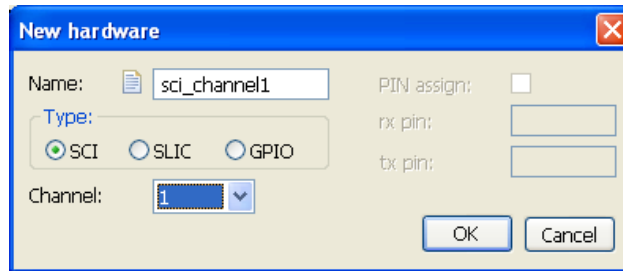 New hardware
Name: sci_channel1
PIN assign:
Type:
rx pin:
SCI SLIC GPIO
tx pin:
Channel: 1
OK Cancel